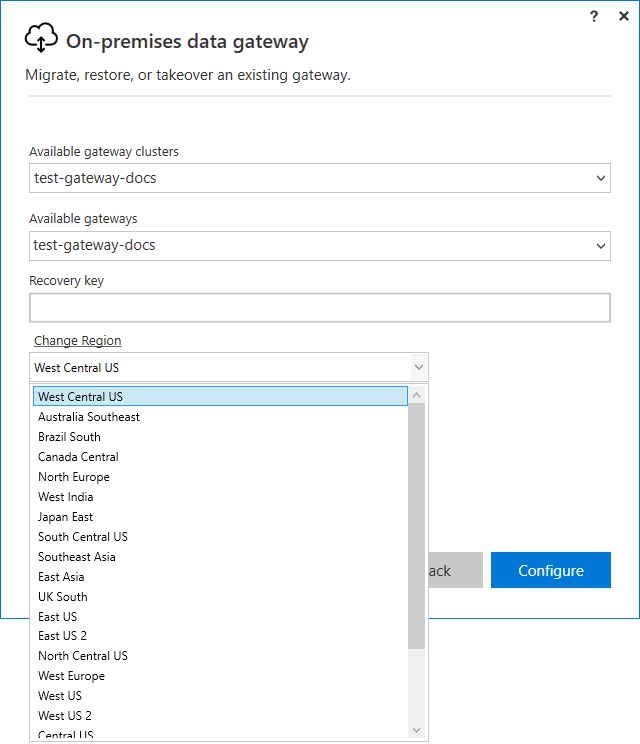 ? ×
On-premises data gateway
Migrate, restore, or takeover an existing gateway.
Available gateway clusters
test-gateway-docs
Available gateways
test-gateway-docs
Recovery key
Change Region
West Central US
West Central US
Australia Southeast
Brazil South
Canada Central
North Europe
West India
Japan East
South Central US
Southeast Asia
East Asia
ack Configure
UK South
East US
East US 2
North Central US
West Europe
West US
West US 2
Central US